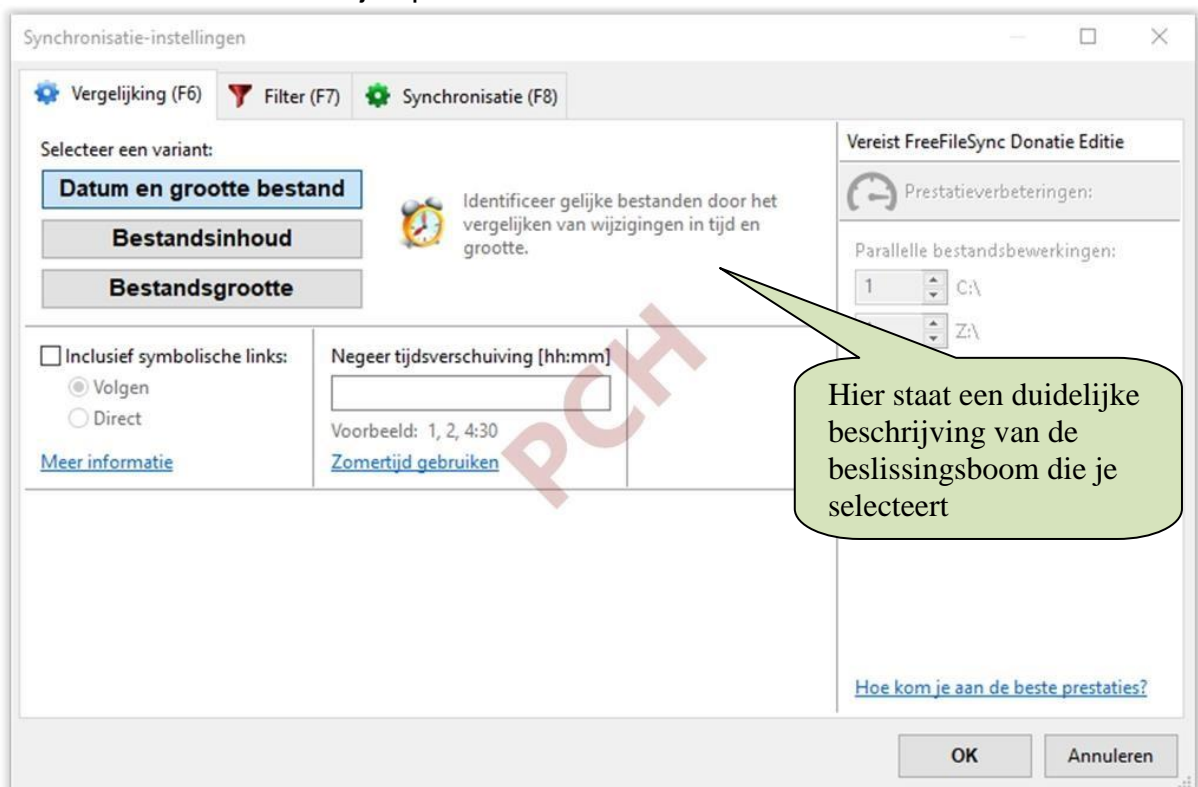 Synchronisatie-instellingen
Vergelijking (F6)
Filter (F7)
Synchronisatie (F8)
Selecteer een variant:
Datum en grootte bestand
Bestandsinhoud
Bestandsgrootte
Identificeer gelijke bestanden door het
vergelijken van wijzigingen in tijd en
grootte.
Inclusief symbolische links:
Volgen
Direct
Meer informatie
Negeer tijdsverschuiving [hh:mm]
Voorbeeld: 1, 2, 4:30
Zomertijd gebruiken
Vereist FreeFileSync Donatie Editie
Prestatieverbeteringen:
Parallelle bestandsbewerkingen:
1 C:\
Z:\
Hier staat een duidelijke
beschrijving van de
beslissingsboom die je
selecteert
PCH
Hoe kom je aan de beste prestaties?
OK
Annuleren